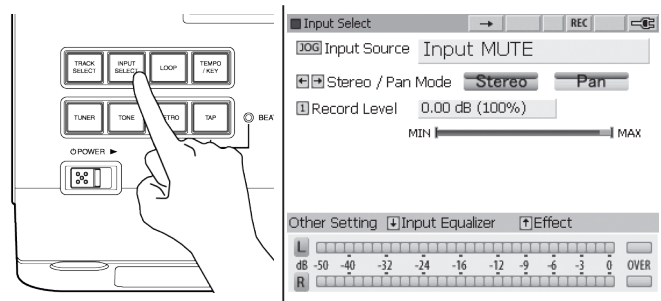 TRACK SELECT
INPUT SELECT
LOOP
TEMPO /KEY
TUNER
TONE
TRO
TAP
BEA
POWER
Input Select
→ REC
JOG Input Source Input MUTE
←→ Stereo / Pan Mode Stereo Pan
1 Record Level 0.00 dB (100%)
MIN MAX
Other Setting ↓Input Equalizer ↑Effect
L
dB -50 -40 -32 -24 -16 -12 -9 -6 -3 0 OVER
R